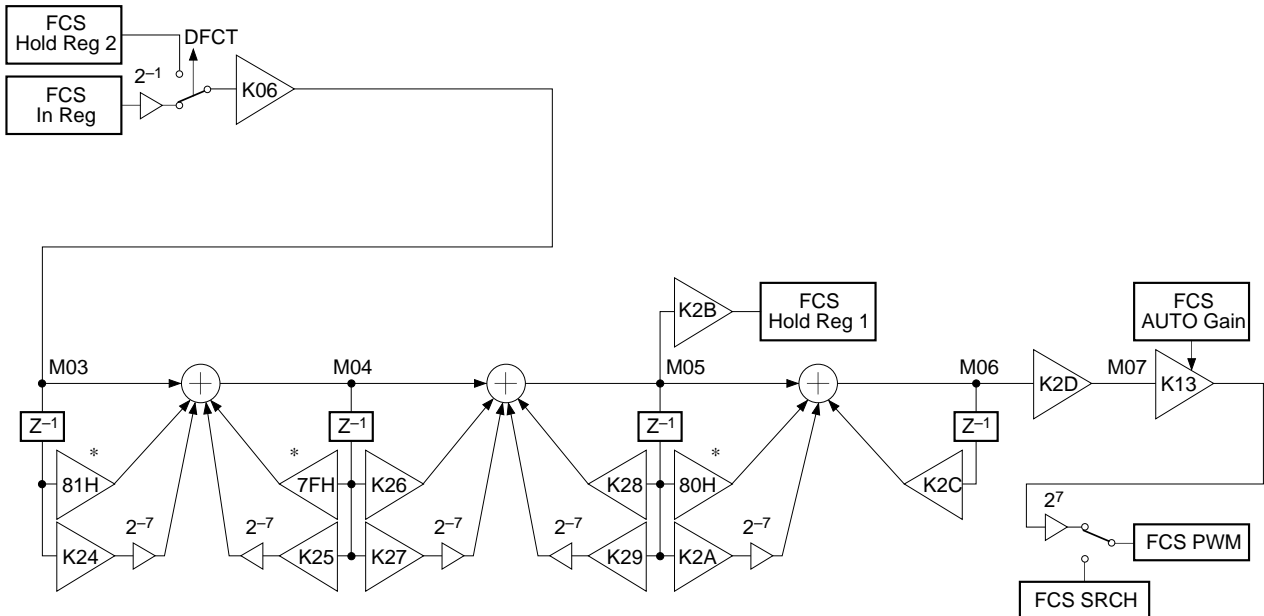 FCS
Hold Reg 2
DFCT
2–1
K06
FCS
In Reg
K2B
FCS
Hold Reg 1
FCS
AUTO Gain
M03
M04
M05
M06
M07
K2D
K13
Z–1
Z–1
Z–1
Z–1
*
*
*
81H
7FH
K26
K28
80H
K2C
2–7
2–7
2–7
2–7
2–7
K24
K25
K27
K29
K2A
27
FCS PWM
FCS SRCH